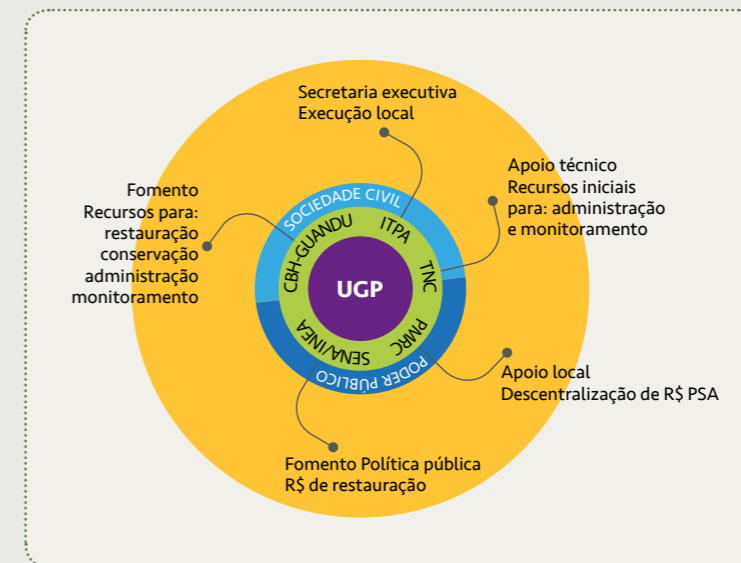 Secretaria executiva
Execução local
Apoio técnico
Recursos iniciais
para: administração
e monitoramento
Fomento
Recursos para:
restauração
conservação
administração
monitoramento
SOCIEDADE CIVIL
CBH-GUANDU
ITPA
TNC
UGP
PMRC
SENA/INEA
PODER PÚBLICO
Apoio local
Descentralização de R$ PSA
Fomento Política pública
R$ de restauração